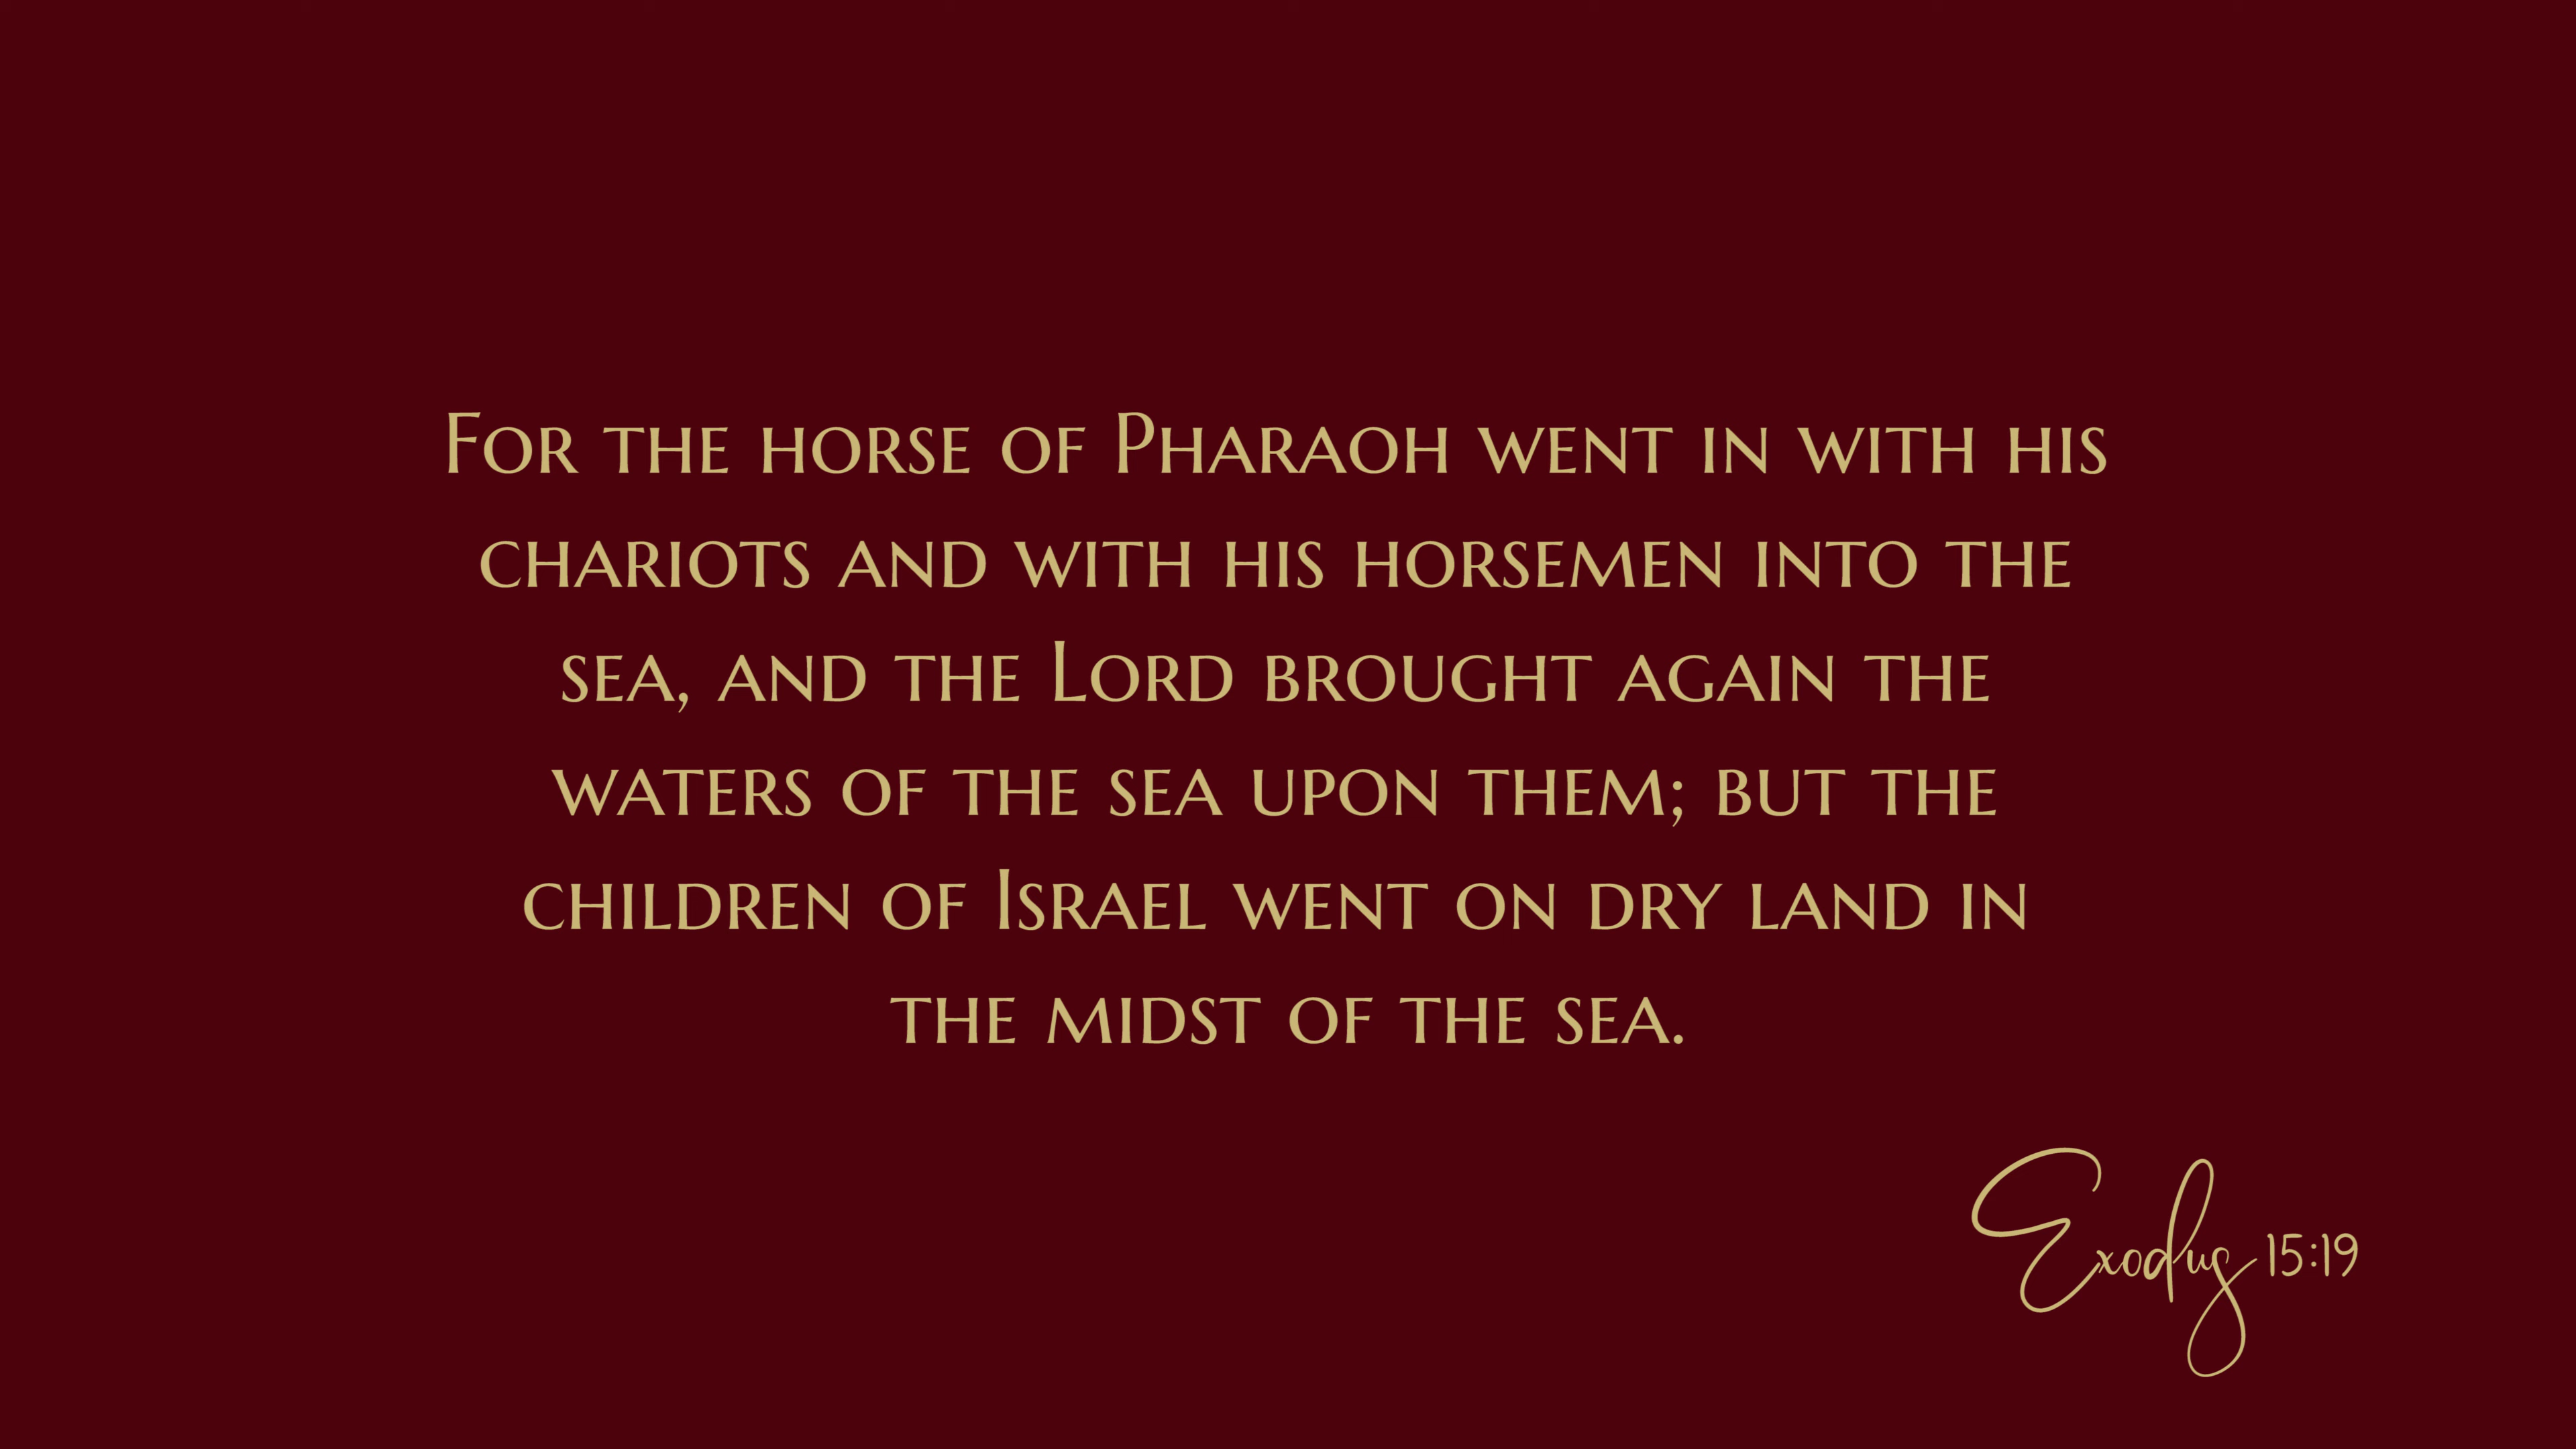 For the horse of Pharaoh went in with his
chariots and with his horsemen into the
sea, and the Lord brought again the
waters of the sea upon them; but the
children of Israel went on dry land in
the midst of the sea.
Exodus 15:19